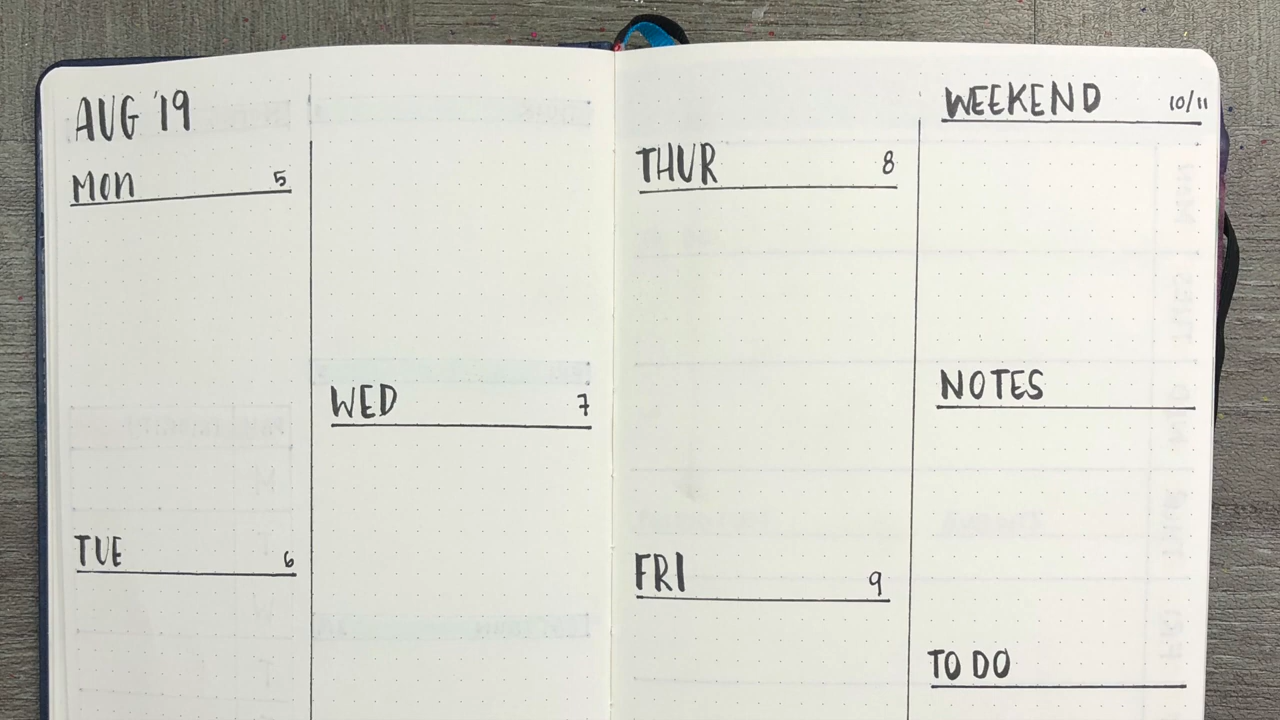 AUG '19
MON 5
TUE 6
WED 7
THUR 8
FRI 9
WEEKEND 10/11
NOTES
TO DO